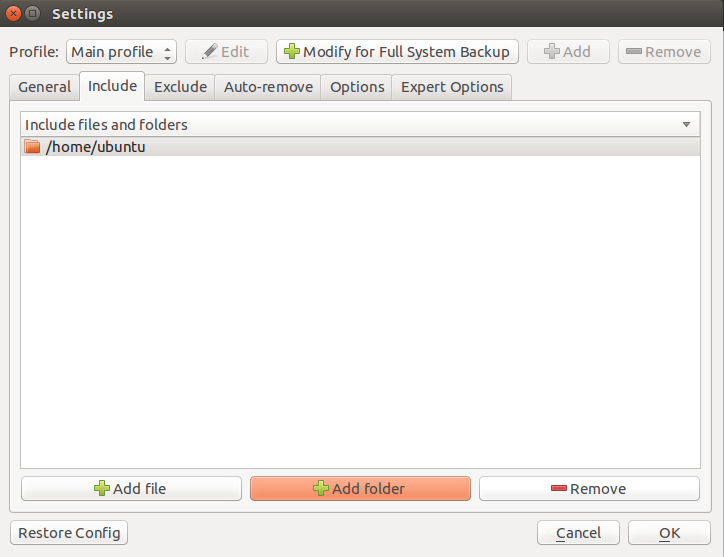 Settings
Profile: Main profile Edit Modify for Full System Backup Add Remove
General Include Exclude Auto-remove Options Expert Options
Include files and folders
/home/ubuntu
Add file Add folder Remove
Restore Config Cancel OK